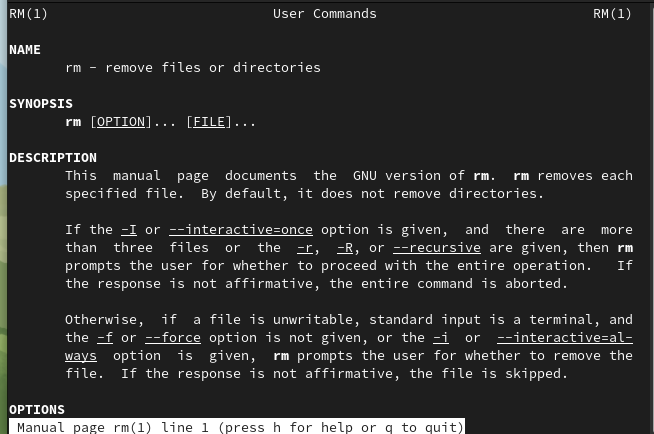 RM(1) User Commands RM(1)
NAME
rm - remove files or directories
SYNOPSIS
rm [OPTION]... [FILE]...
DESCRIPTION
This manual page documents the GNU version of rm. rm removes each
specified file. By default, it does not remove directories.
If the -I or --interactive=once option is given, and there are more
than three files or the -r, -R, or --recursive are given, then rm
prompts the user for whether to proceed with the entire operation. If
the response is not affirmative, the entire command is aborted.
Otherwise, if a file is unwritable, standard input is a terminal, and
the -f or --force option is not given, or the -i or --interactive=al-
ways option is given, rm prompts the user for whether to remove the
file. If the response is not affirmative, the file is skipped.
OPTIONS
Manual page rm(1) line 1 (press h for help or q to quit)